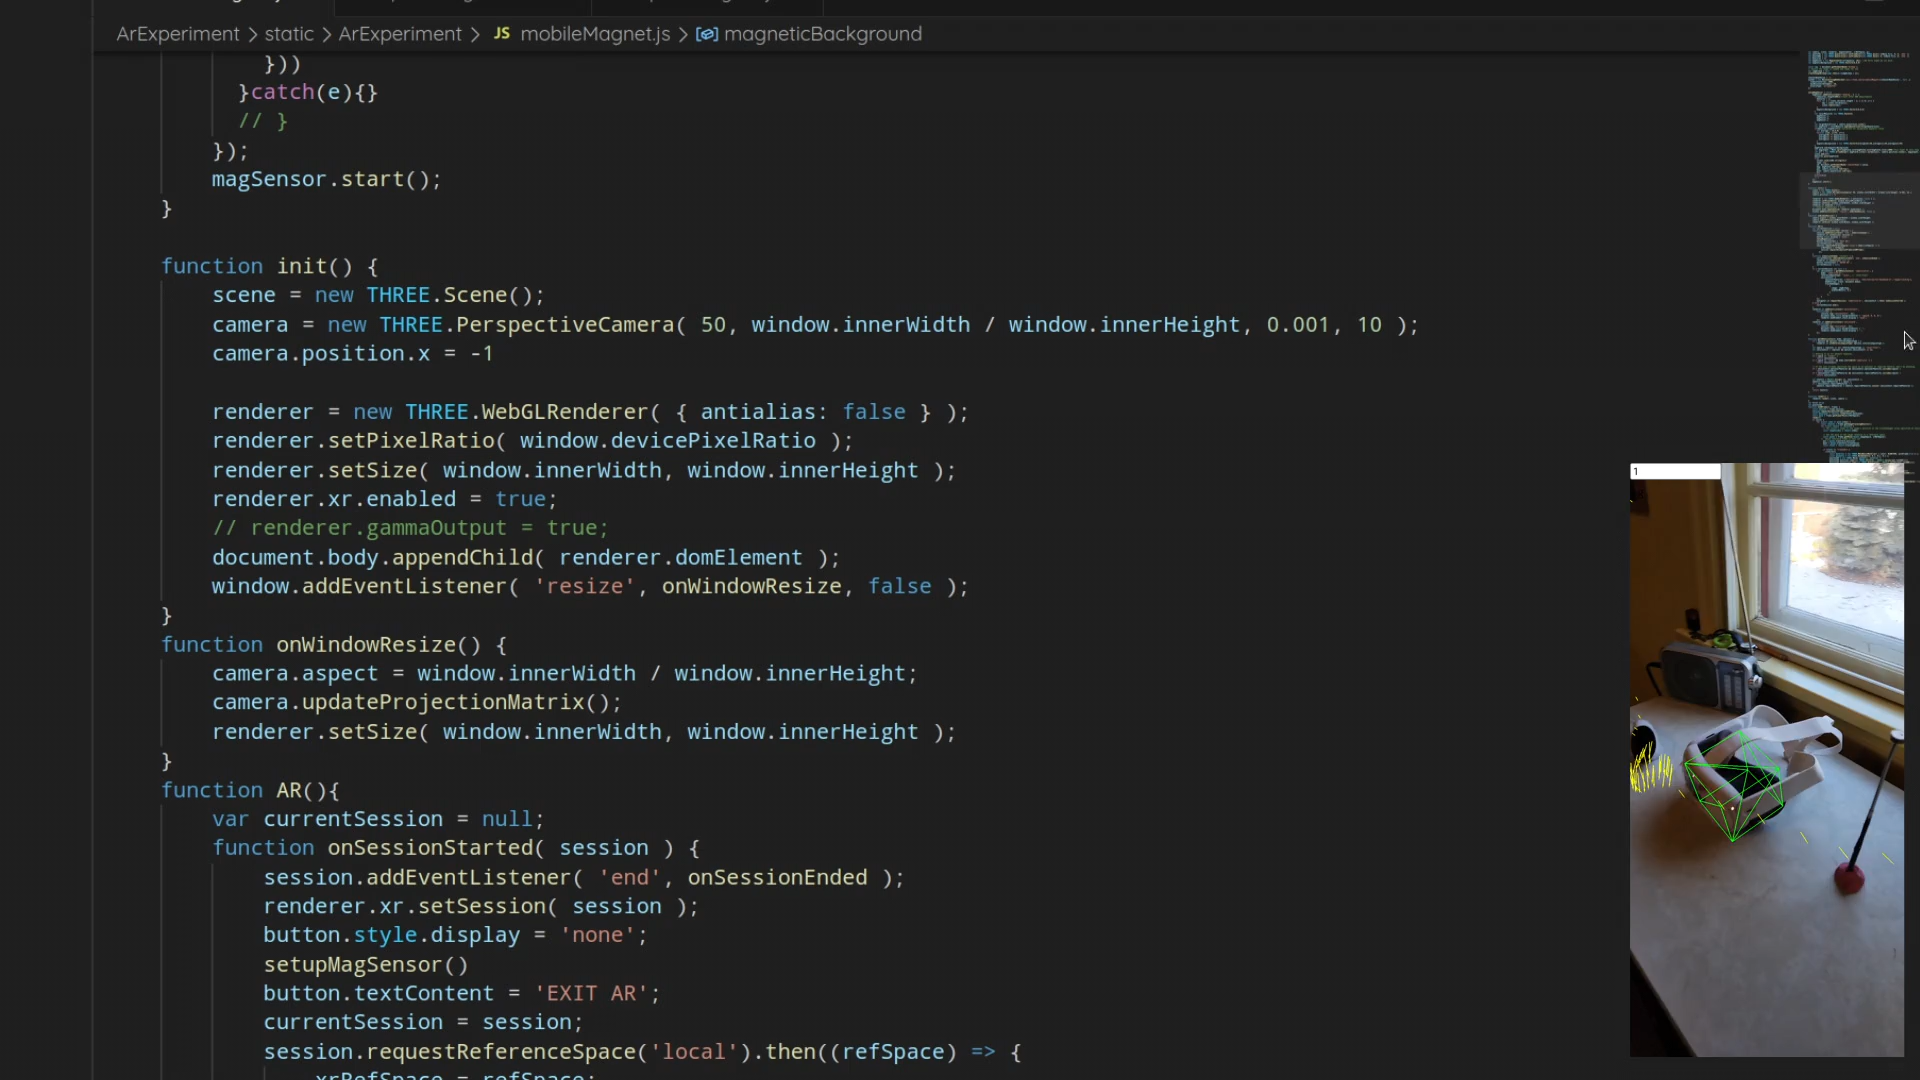 ArExperiment > static > ArExperiment > JS mobileMagnet.js > magneticBackground
}))
}catch(e){}
// }
});
magSensor.start();
}
function init() {
scene = new THREE.Scene();
camera = new THREE.PerspectiveCamera( 50, window.innerWidth / window.innerHeight, 0.001, 10 );
camera.position.x = -1
renderer = new THREE.WebGLRenderer( { antialias: false } );
renderer.setPixelRatio( window.devicePixelRatio );
renderer.setSize( window.innerWidth, window.innerHeight );
renderer.xr.enabled = true;
// renderer.gammaOutput = true;
document.body.appendChild( renderer.domElement );
window.addEventListener( 'resize', onWindowResize, false );
}
function onWindowResize() {
camera.aspect = window.innerWidth / window.innerHeight;
camera.updateProjectionMatrix();
renderer.setSize( window.innerWidth, window.innerHeight );
}
function AR(){
var currentSession = null;
function onSessionStarted( session ) {
session.addEventListener( 'end', onSessionEnded );
renderer.xr.setSession( session );
button.style.display = 'none';
setupMagSensor()
button.textContent = 'EXIT AR';
currentSession = session;
session.requestReferenceSpace('local').then((refSpace) => {
xrRefSpace = refSpace;
1